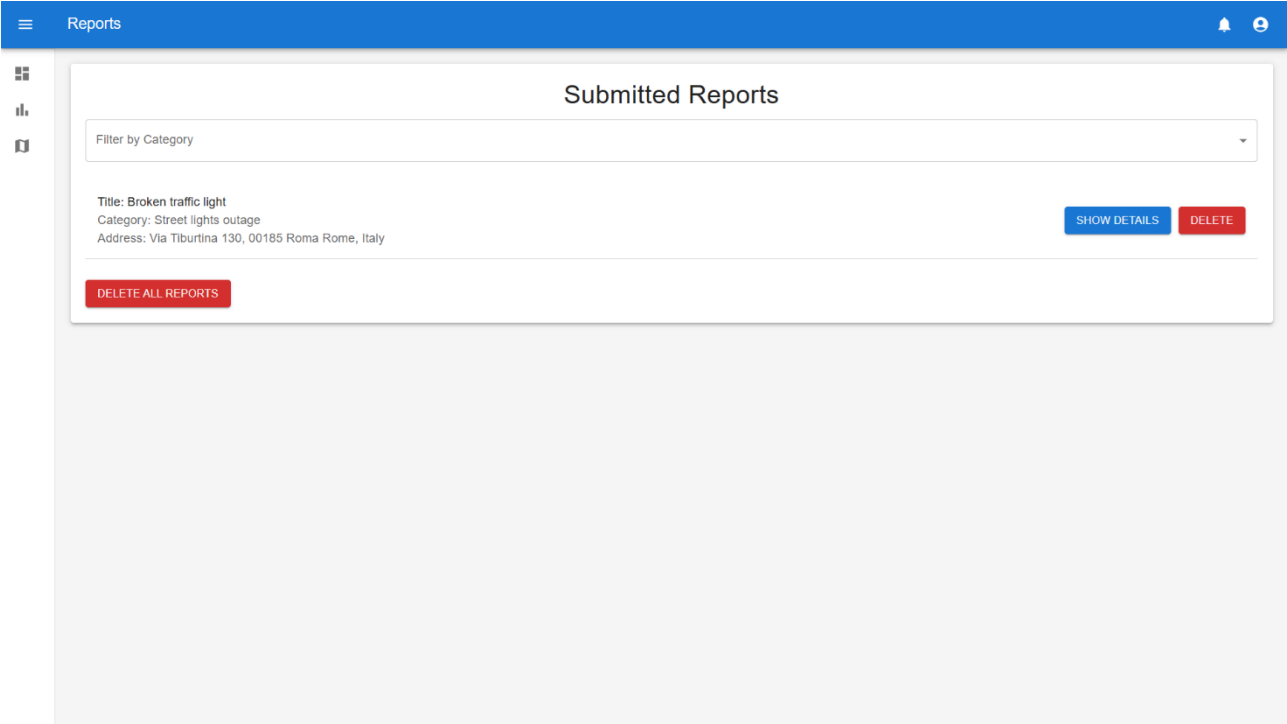 Reports
Submitted Reports
Filter by Category
Title: Broken traffic light
Category: Street lights outage
Address: Via Tiburtina 130, 00185 Roma Rome, Italy
SHOW DETAILS
DELETE
DELETE ALL REPORTS